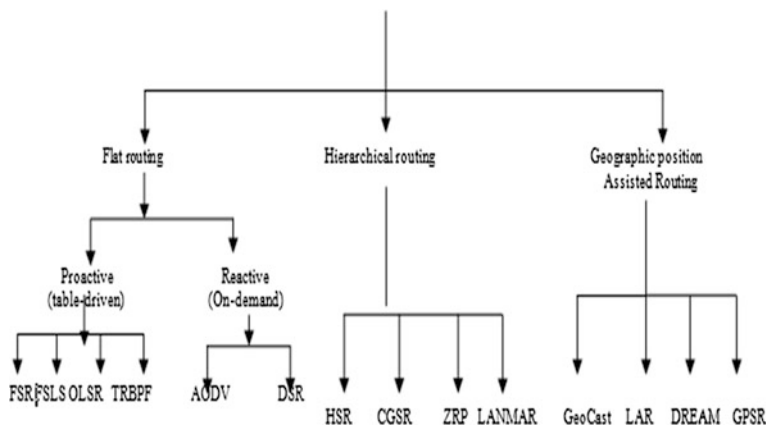 Flat routing
Hierarchical routing
Geographic position
Assisted Routing
Proactive
(table-driven)
Reactive
(On-demand)
FSR FSLS OLSR TRBPF
AODV DSR
HSR CGSR ZRP LANMAR
GeoCast LAR DREAM GPSR